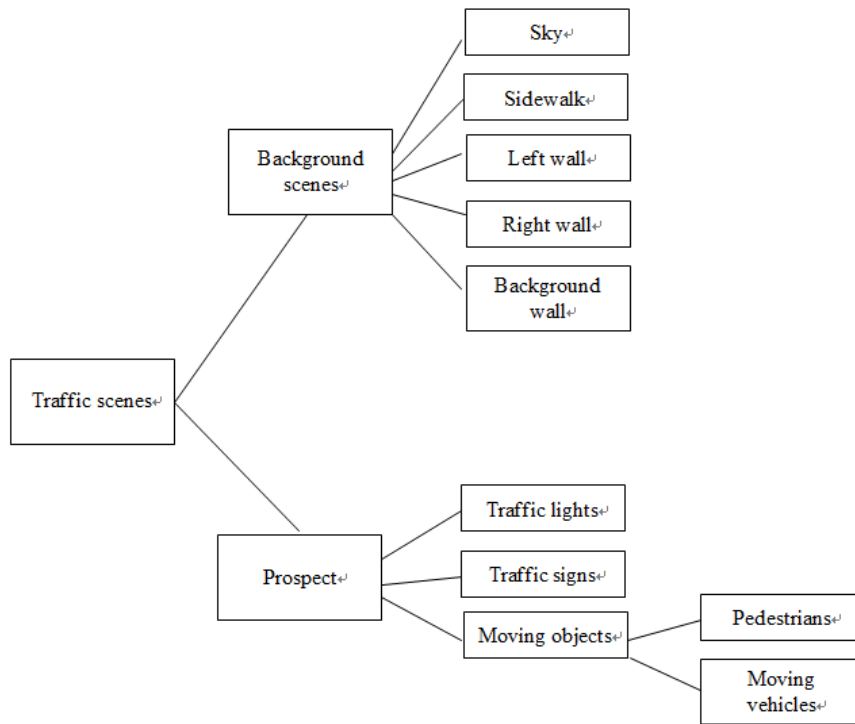 Sky
Sidewalk
Background
scenes
Left wall
Right wall
Background
wall
Traffic scenes
Traffic lights
Prospect
Traffic signs
Moving objects
Pedestrians
Moving
vehicles